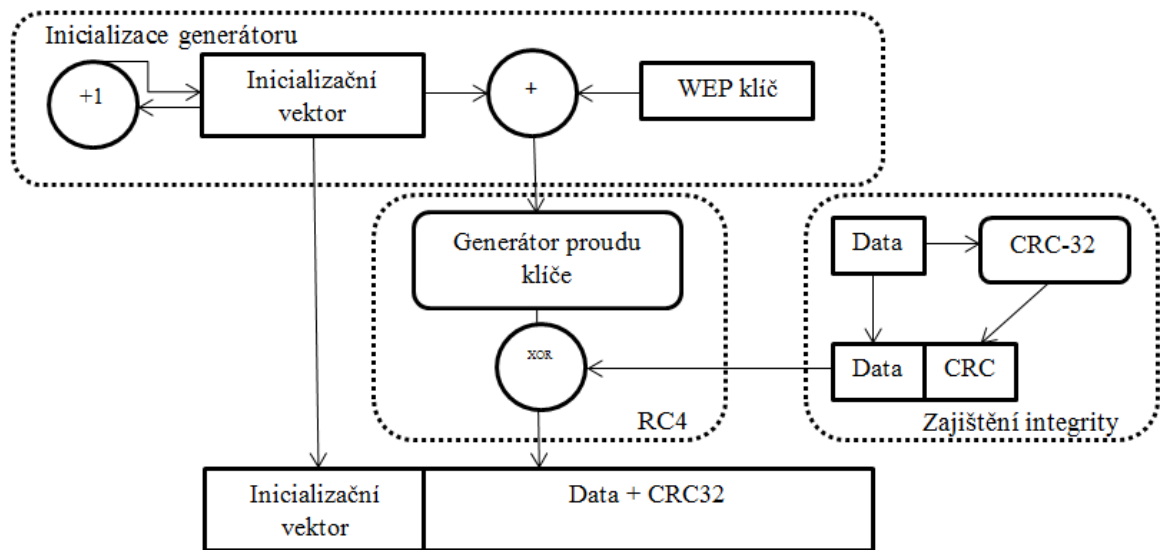 Inicializace generátoru
+1
Inicializační
vektor
+
WEP klíč
Generátor proudu
klíče
XOR
RC4
Data
CRC-32
Data
CRC
Zajištění integrity
Inicializační
vektor
Data + CRC32